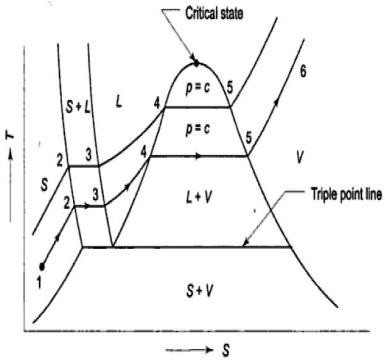 Critical state
6
p = c
5
S + L
L
4
p = c
2
3
4
5
V
S
2
3
L + V
Triple point line
1
S + V
T
S